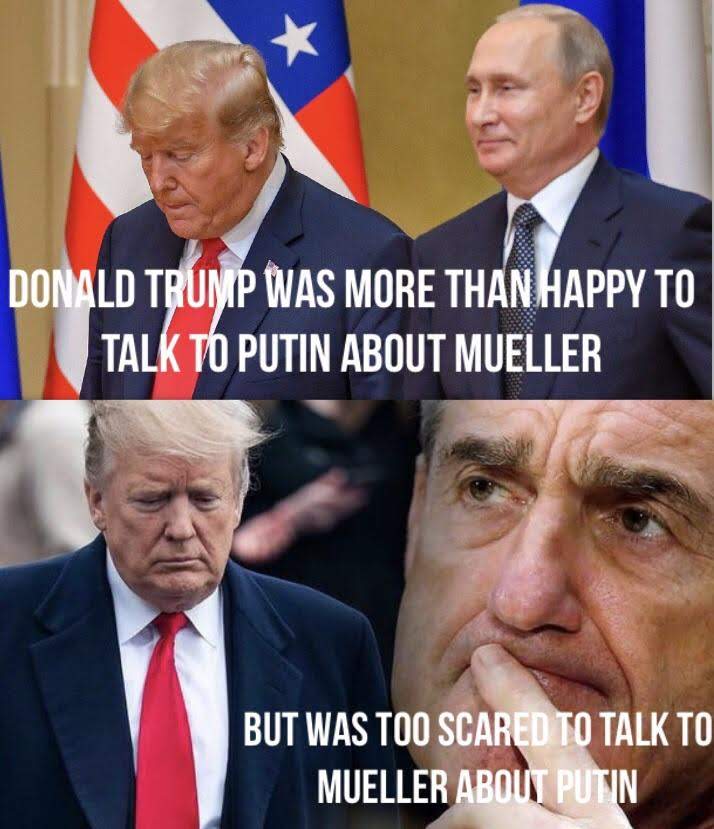 DONALD TRUMP WAS MORE THAN HAPPY TO
TALK TO PUTIN ABOUT MUELLER
BUT WAS TOO SCARED TO TALK TO
MUELLER ABOUT PUTIN